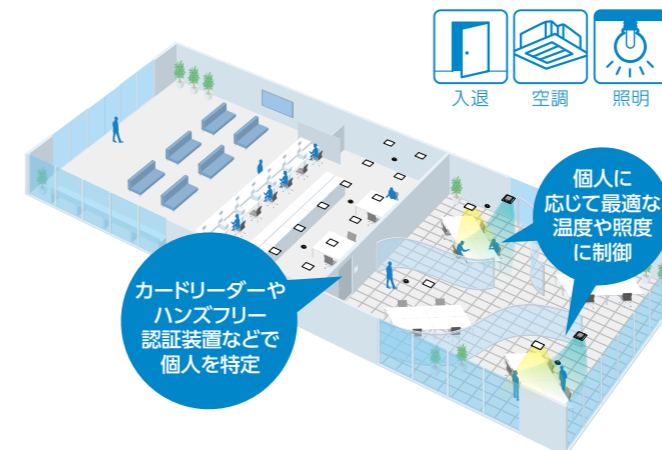 入退
空調
照明
個人に
応じて最適な
温度や照度
に制御
カードリーダーや
ハンズフリー
認証装置などで
個人を特定